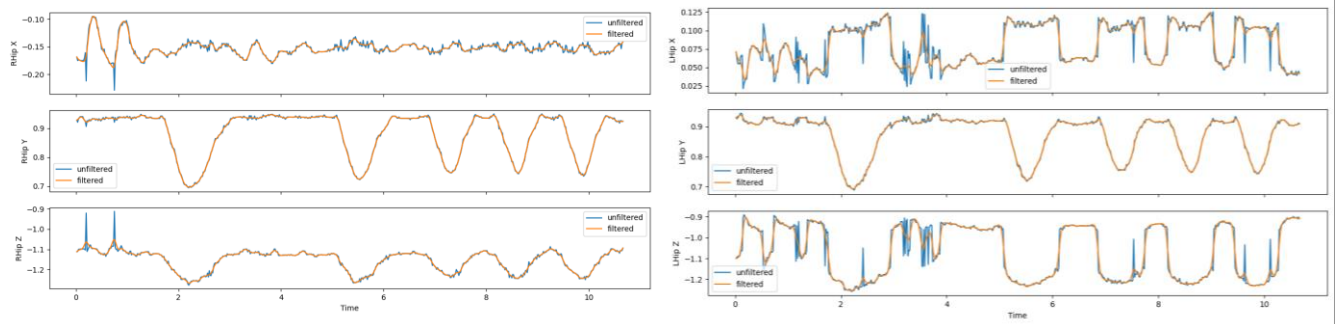 RHip X
−0.10
−0.15
−0.20
unfiltered
filtered
RHip Y
0.9
0.8
0.7
unfiltered
filtered
RHip Z
−0.9
−1.0
−1.1
−1.2
unfiltered
filtered
0 2 4 6 8 10
Time
LHip X
0.125
0.100
0.075
0.050
0.025
unfiltered
filtered
LHip Y
0.9
0.8
0.7
unfiltered
filtered
LHip Z
−0.9
−1.0
−1.1
−1.2
unfiltered
filtered
0 2 4 6 8 10
Time